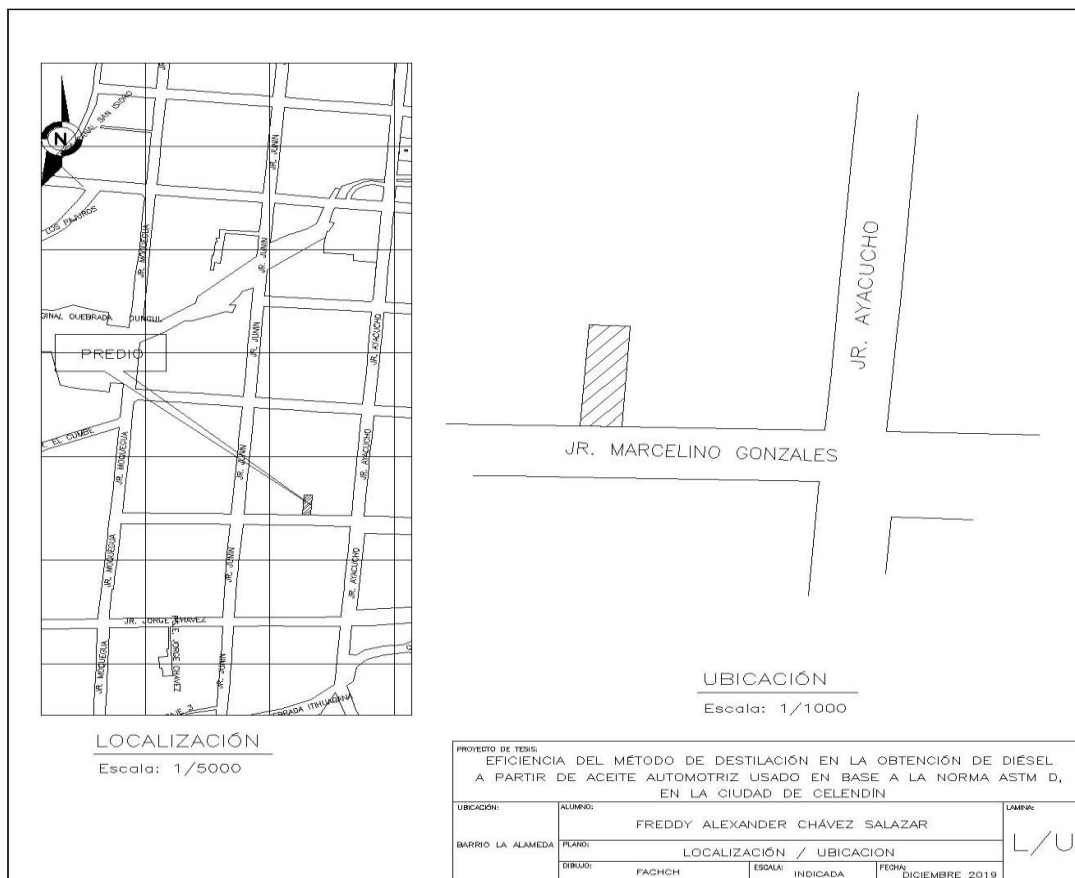 N
CANAL SAN ISIDRO
LOS PAJUROS
JR. MOQUEGUA
JR. JUNIN
JR. JUNIN
GINAL QUEBRADA
PREDIO
JR. JUNIN
JR. AYACUCHO
EL CUMBIL
JR. MOQUEGUA
JR. JUNIN
JR. AYACUCHO
JR. MOQUEGUA
JR. JUNIN
JR. AYACUCHO
JR. JORGE CHAVEZ
JORGE CHAVEZ
JR. MOQUEGUA
JR. JUNIN
LOCALIZACIÓN
Escala: 1/5000
JR. AYACUCHO
JR. MARCELINO GONZALES
UBICACIÓN
Escala: 1/1000
PROYECTO DE TESIS:
EFICIENCIA DEL MÉTODO DE DESTILACIÓN EN LA OBTENCIÓN DE DIÉSEL
A PARTIR DE ACEITE AUTOMOTRIZ USADO EN BASE A LA NORMA ASTM D,
EN LA CIUDAD DE CELENDÍN
UBICACIÓN:
BARRIO LA ALAMEDA
ALUMNO:
FREDDY ALEXANDER CHÁVEZ SALAZAR
PLANO:
LOCALIZACIÓN / UBICACION
DIBUJO:
FACHCH
ESCALA:
INDICADA
FECHA:
DICIEMBRE 2019
LAMINA:
L/U